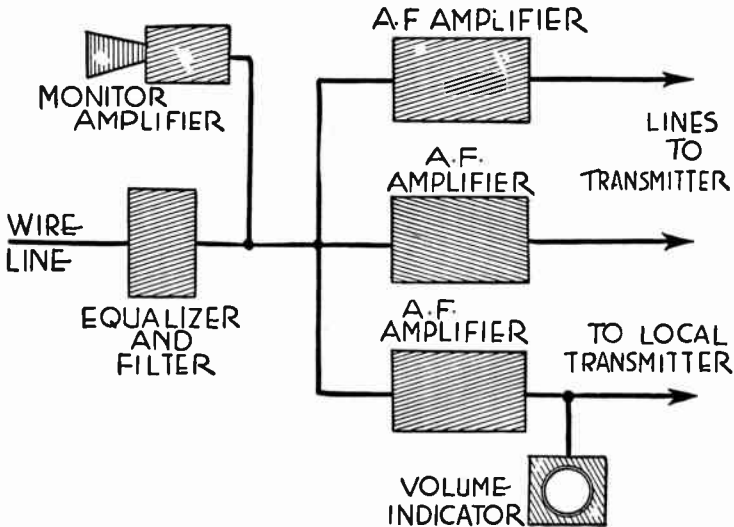 A.F AMPLIFIER
MONITOR
AMPLIFIER
LINES
TO
TRANSMITTER
A.F.
AMPLIFIER
WIRE
LINE
EQUALIZER
AND
FILTER
A.F.
AMPLIFIER
TO LOCAL
TRANSMITTER
VOLUME
INDICATOR